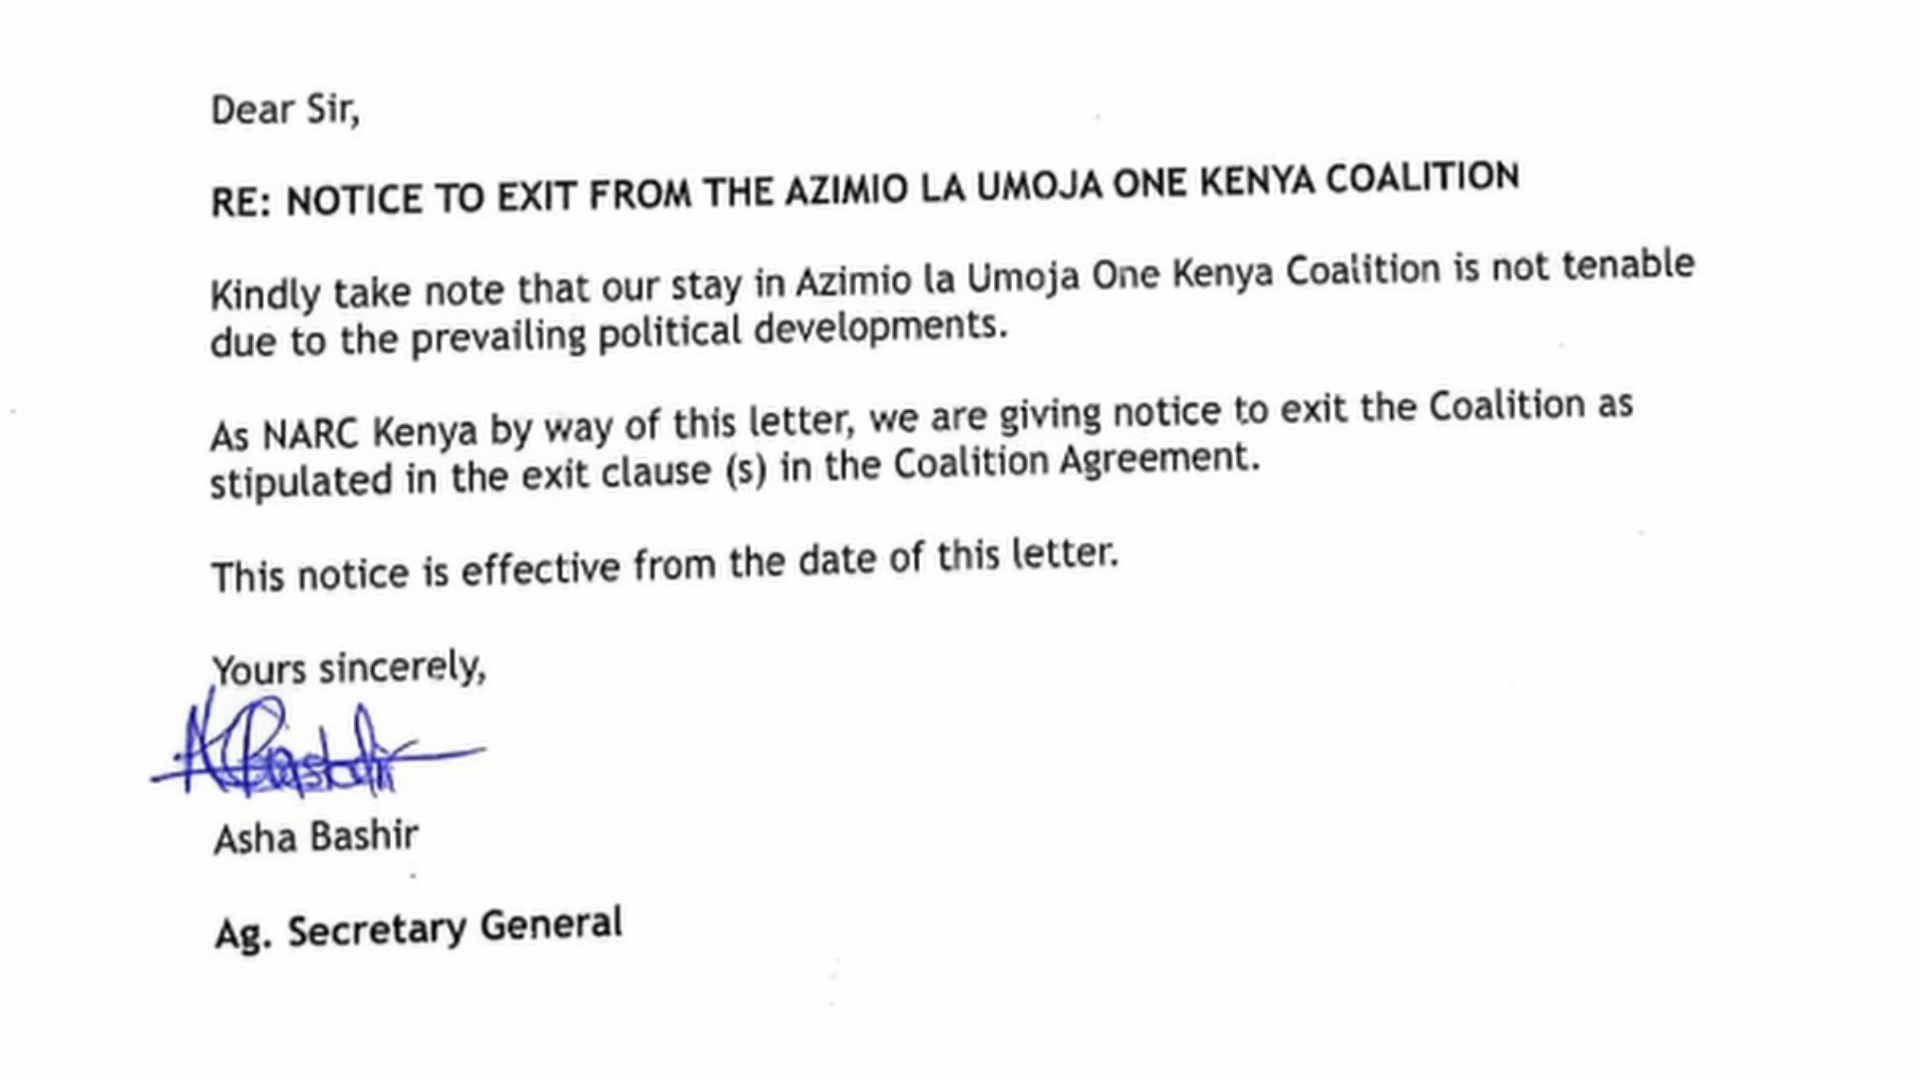 Dear Sir,
RE: NOTICE TO EXIT FROM THE AZIMIO LA UMOJA ONE KENYA COALITION
Kindly take note that our stay in Azimio la Umoja One Kenya Coalition is not tenable
due to the prevailing political developments.
As NARC Kenya by way of this letter, we are giving notice to exit the Coalition as
stipulated in the exit clause (s) in the Coalition Agreement.
This notice is effective from the date of this letter.
Yours sincerely,
ABashir
Asha Bashir
Ag. Secretary General